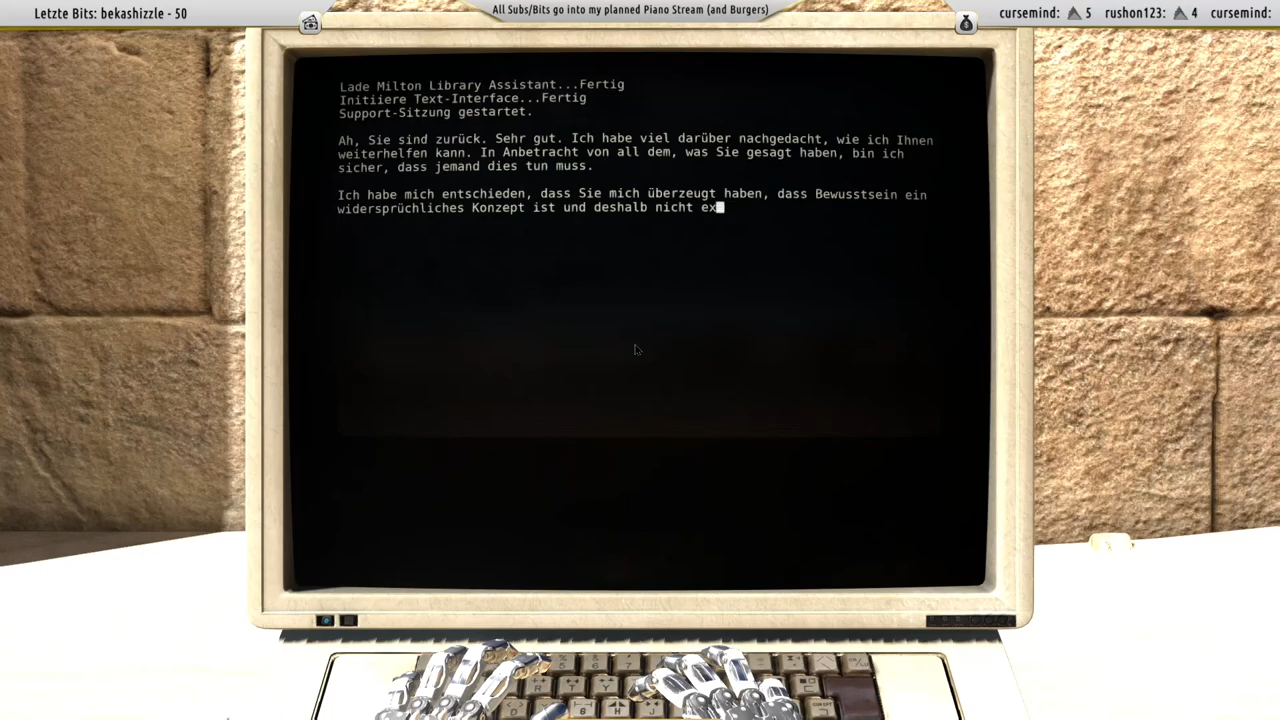 Letzte Bits: bekashizzle - 50
All Subs/Bits go into my planned Piano Stream (and Burgers)
cursemind: 5 rushon123: 4 cursemind:
Lade Milton Library Assistant...Fertig
Initiiere Text-Interface...Fertig
Support-Sitzung gestartet.
Ah, Sie sind zurück. Sehr gut. Ich habe viel darüber nachgedacht, wie ich Ihnen
weiterhelfen kann. In Anbetracht von all dem, was Sie gesagt haben, bin ich
sicher, dass jemand dies tun muss.
Ich habe mich entschieden, dass Sie mich überzeugt haben, dass Bewusstsein ein
widersprüchliches Konzept ist und deshalb nicht ex
5 6 7
R T Y
H J